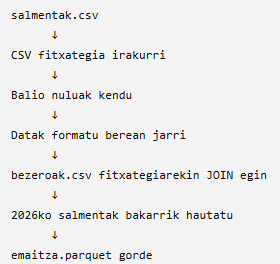 salmentak.csv
↓
CSV fitxategia irakurri
↓
Balio nuluak kendu
↓
Datak formatu berean jarri
↓
bezeroak.csv fitxategiarekin JOIN egin
↓
2026ko salmentak bakarrik hautatu
↓
emaitza.parquet gorde